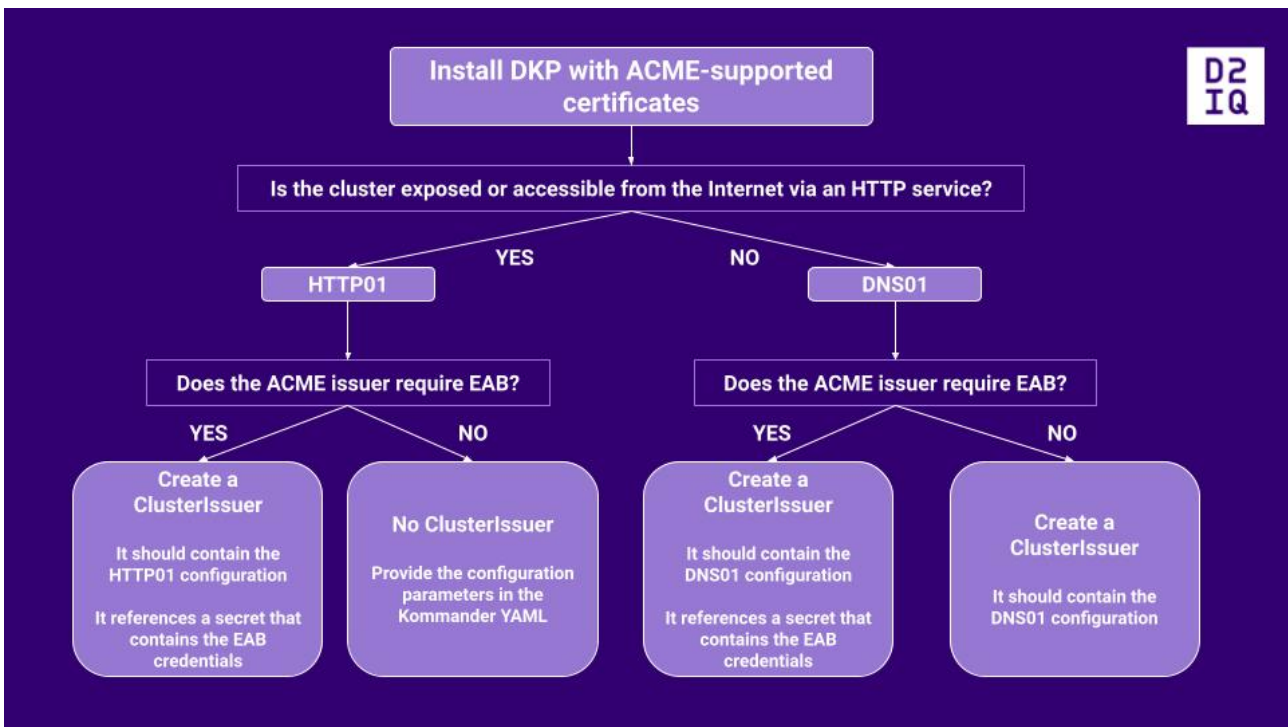 Install DKP with ACME-supported
certificates
D2
IQ
Is the cluster exposed or accessible from the Internet via an HTTP service?
YES
NO
HTTP01
DNS01
Does the ACME issuer require EAB?
Does the ACME issuer require EAB?
YES
NO
YES
NO
Create a
ClusterIssuer
It should contain the
HTTP01 configuration
It references a secret that
contains the EAB
credentials
No ClusterIssuer
Provide the configuration
parameters in the
Kommander YAML
Create a
ClusterIssuer
It should contain the
DNS01 configuration
It references a secret that
contains the EAB
credentials
Create a
ClusterIssuer
It should contain the
DNS01 configuration